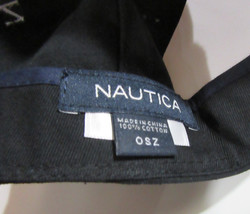 NAUTICA
MADE IN CHINA
100% COTTON
OSZ